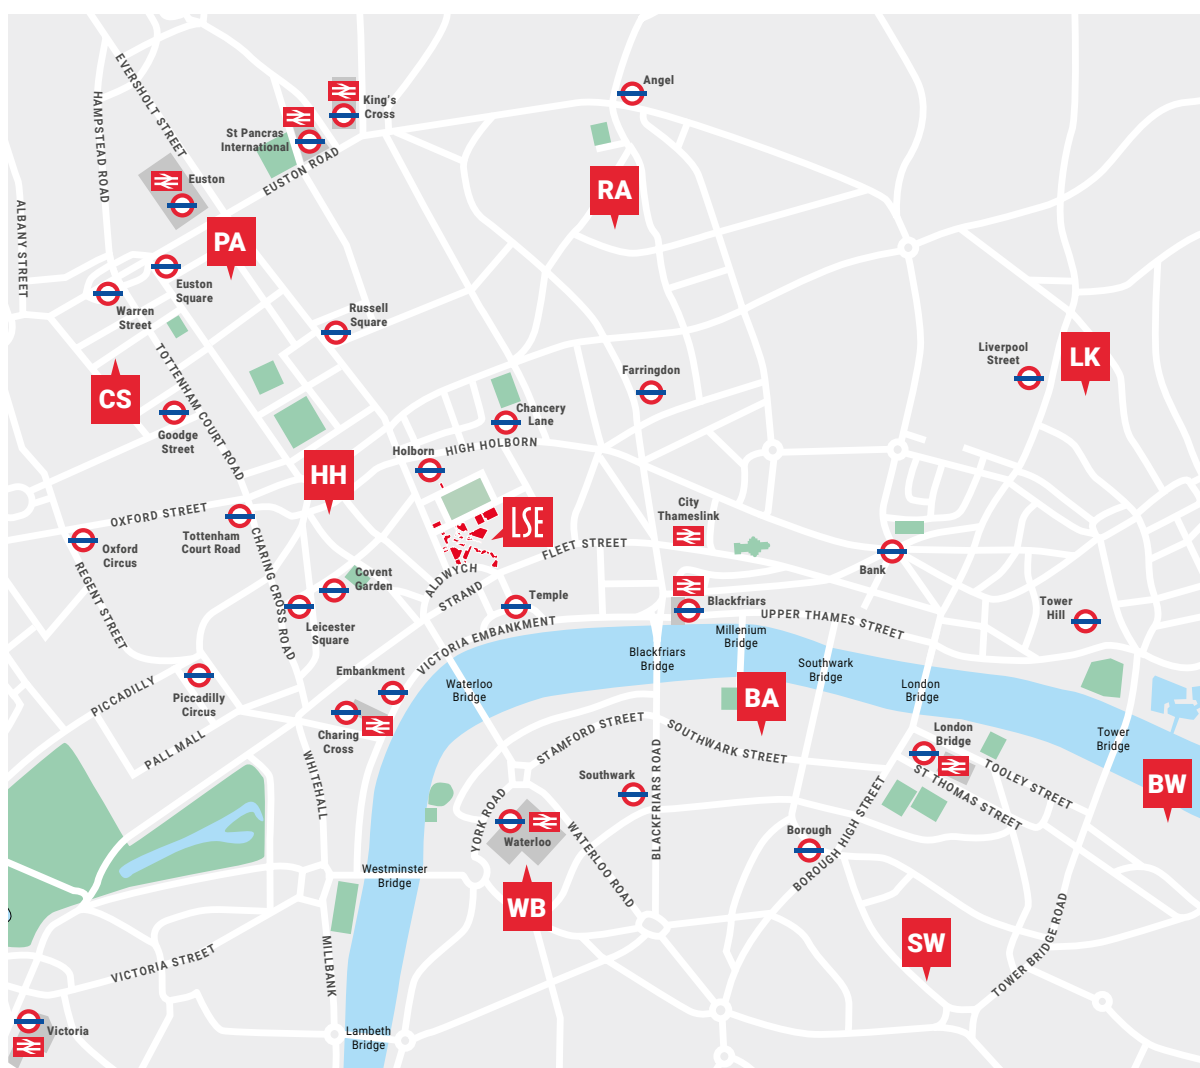 Angel
King's
Cross
St Pancras
International
EVERSHOLT STREET
HAMPSTEAD ROAD
EUSTON ROAD
Euston
RA
ALBANY STREET
PA
Euston
Square
Warren
Street
Russell
Square
Liverpool
Street
LK
CS
TOTTENHAM COURT ROAD
Farringdon
Goodge
Street
Chancery
Lane
HIGH HOLBORN
Holborn
HH
OXFORD STREET
LSE
City
Thameslink
Tottenham
Court Road
Oxford
Circus
FLEET STREET
Bank
REGENT STREET
CHARING CROSS ROAD
Covent
Garden
ALDWYCH
STRAND
Temple
Blackfriars
UPPER THAMES STREET
Tower
Hill
Leicester
Square
VICTORIA EMBANKMENT
Millenium
Bridge
Blackfriars
Bridge
Southwark
Bridge
Embankment
Waterloo
Bridge
London
Bridge
PICCADILLY
Piccadilly
Circus
BA
Charing
Cross
PALL MALL
STAMFORD STREET
SOUTHWARK STREET
London
Bridge
Tower
Bridge
WHITEHALL
Southwark
BLACKFRIARS ROAD
ST THOMAS STREET
TOOLEY STREET
BW
YORK ROAD
Waterloo
WATERLOO ROAD
Borough
BOROUGH HIGH STREET
Westminster
Bridge
WB
SW
VICTORIA STREET
MILLBANK
TOWER BRIDGE ROAD
Victoria
Lambeth
Bridge